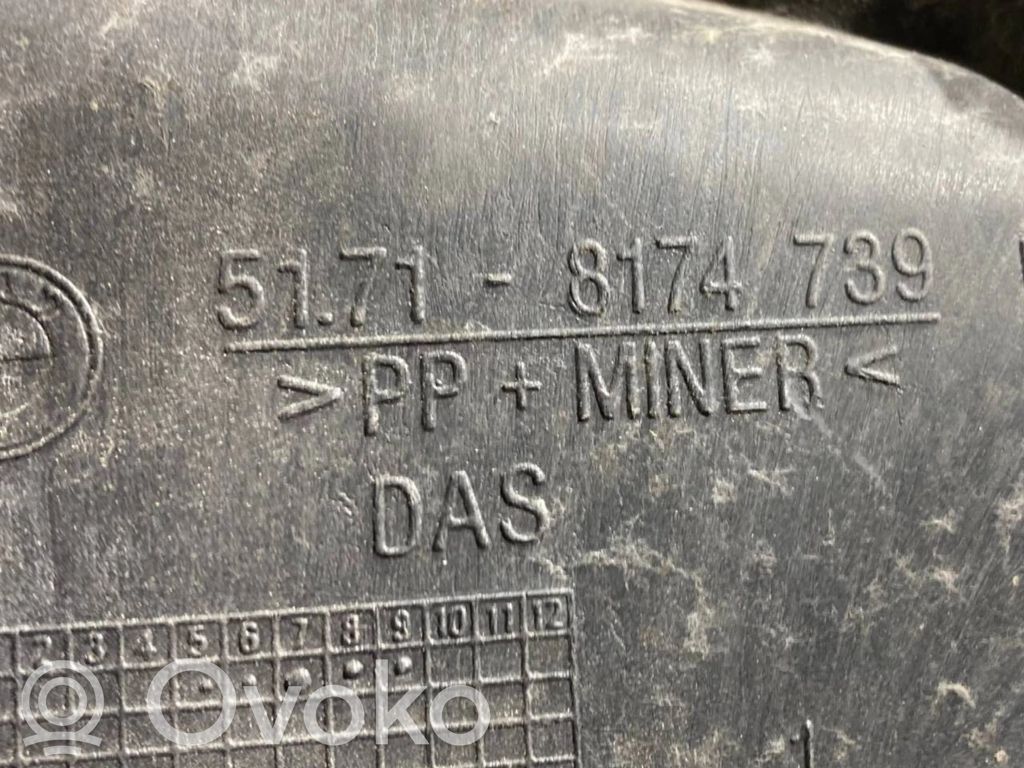 51.71 - 8174 739
>PP + MINER<
DAS
2 3 4 5 6 7 8 9 10 11 12
Ovoko
1